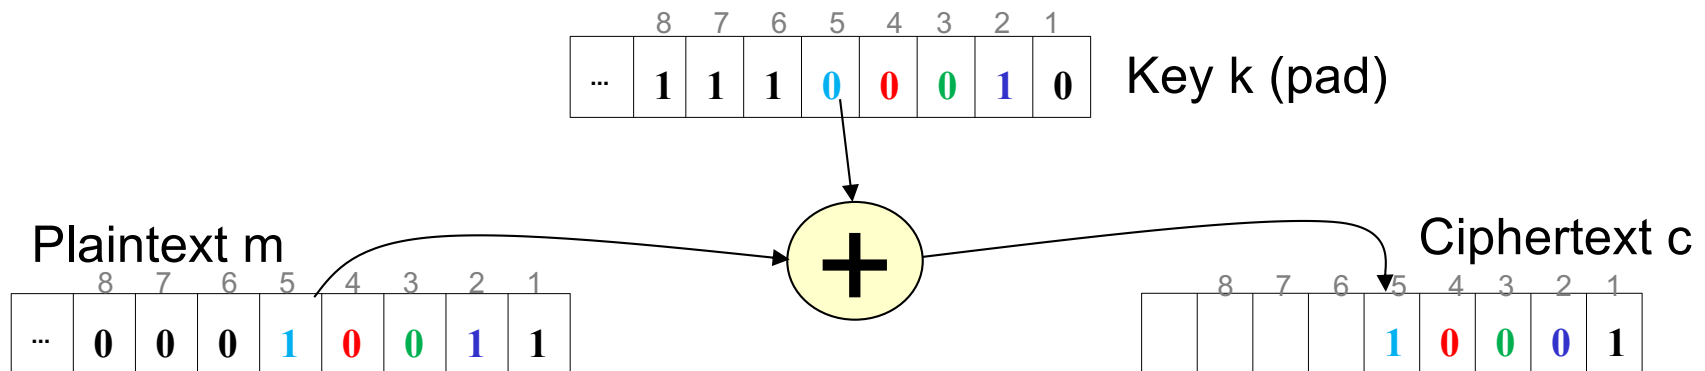 8 7 6 5 4 3 2 1
... 1 1 1 0 0 0 1 0
Key k (pad)
+
Plaintext m
8 7 6 5 4 3 2 1
... 0 0 0 1 0 0 1 1
Ciphertext c
8 7 6 5 4 3 2 1
1 0 0 0 1